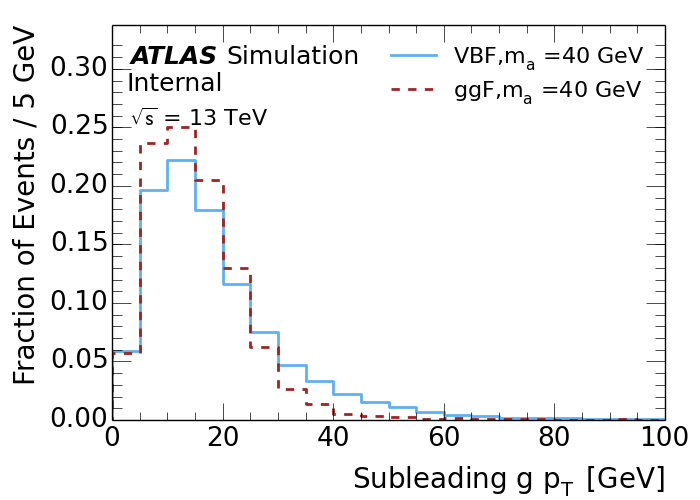 ATLAS Simulation
Internal
√s = 13 TeV
VBF,mₐ =40 GeV
ggF,mₐ =40 GeV
Fraction of Events / 5 GeV
0.30
0.25
0.20
0.15
0.10
0.05
0.00
0 20 40 60 80 100
Subleading g p_T [GeV]